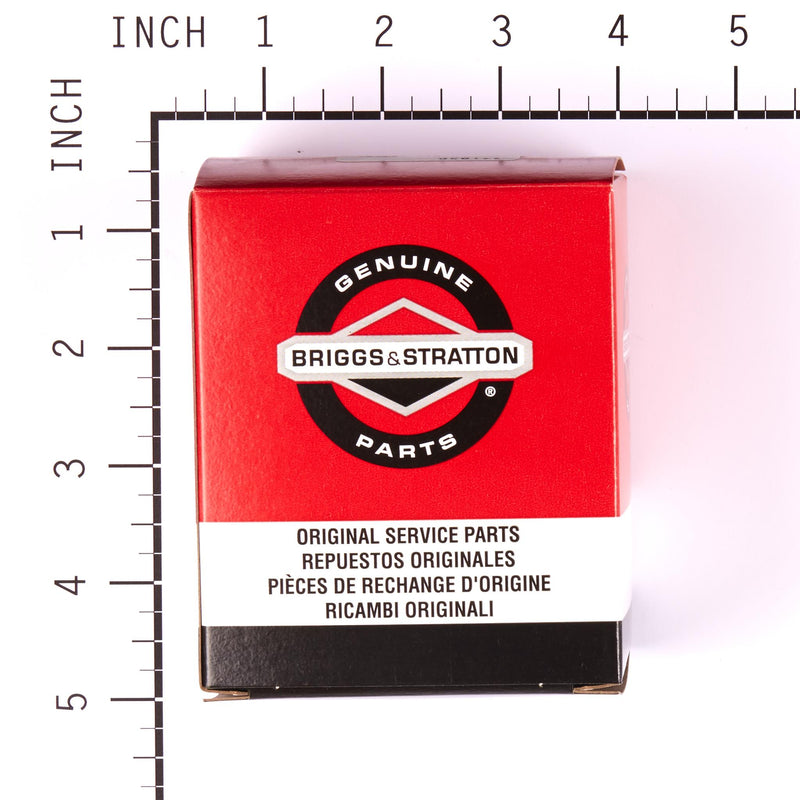 INCH 1 2 3 4 5
INCH
1
2
3
4
5
GENUINE
BRIGGS & STRATTON
®
PARTS
ORIGINAL SERVICE PARTS
REPUESTOS ORIGINALES
PIÈCES DE RECHANGE D'ORIGINE
RICAMBI ORIGINALI